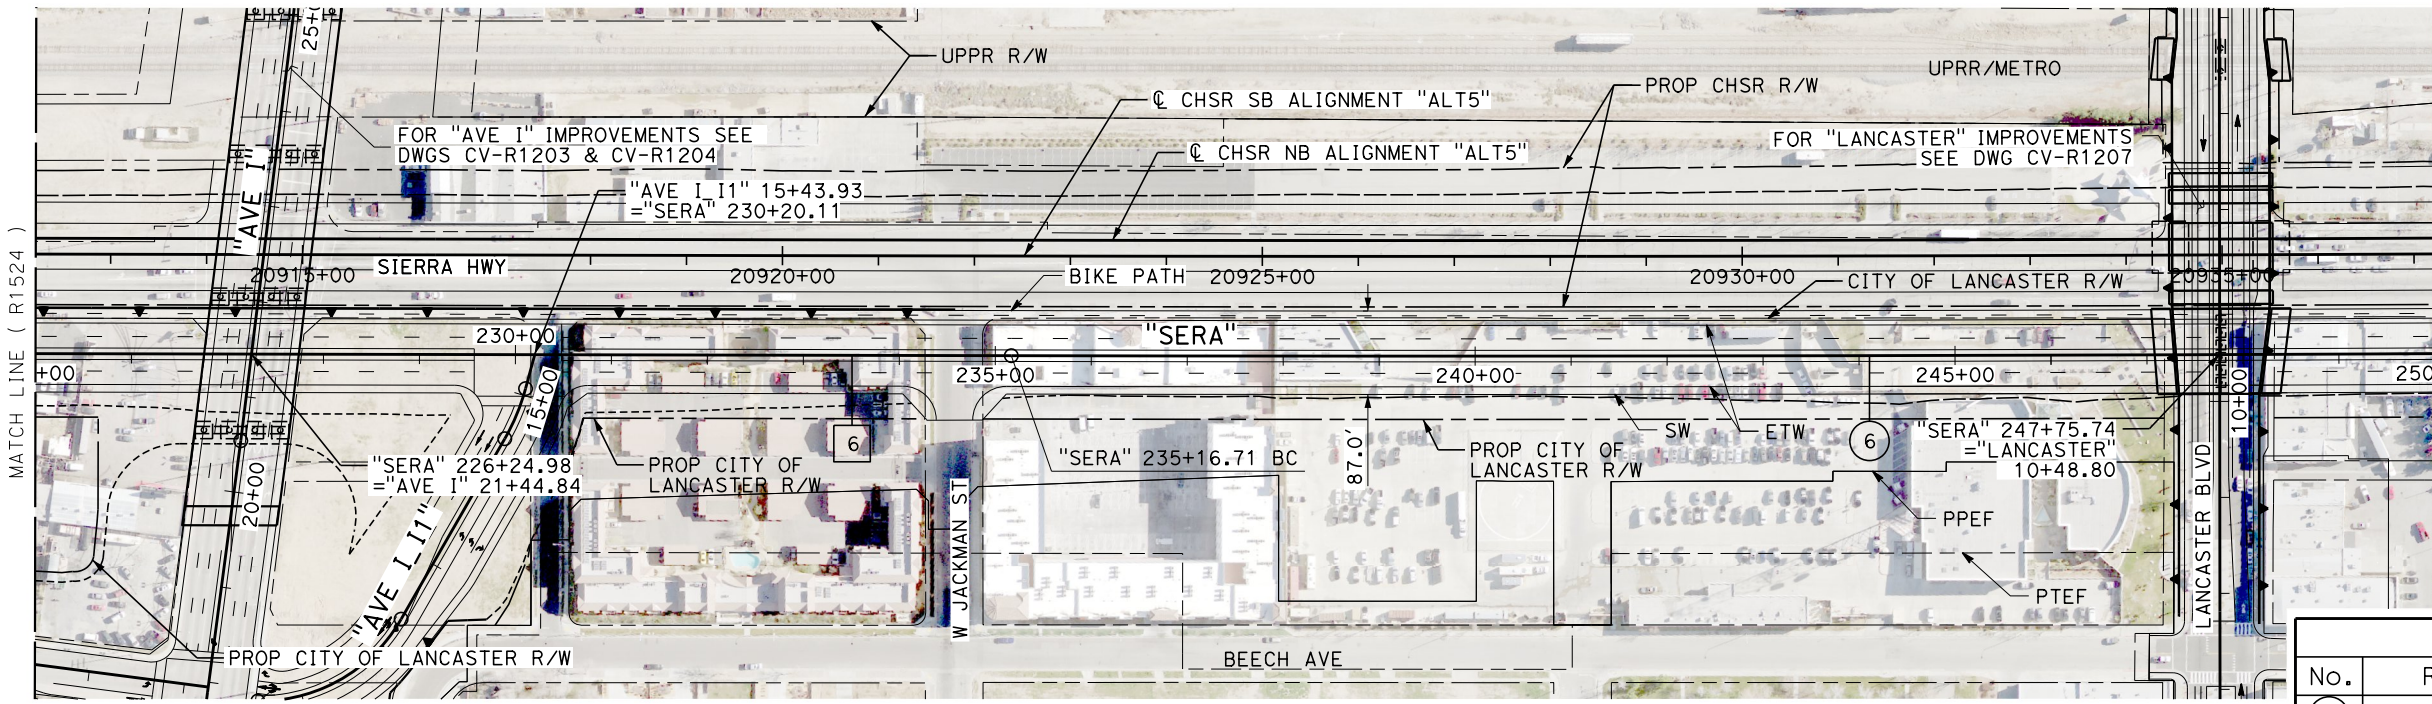 25+0
UPPR R/W
UPRR/METRO
PROP CHSR R/W
℄ CHSR SB ALIGNMENT "ALT5"
FOR "AVE I" IMPROVEMENTS SEE
DWGS CV-R1203 & CV-R1204
FOR "LANCASTER" IMPROVEMENTS
SEE DWG CV-R1207
℄ CHSR NB ALIGNMENT "ALT5"
"AVE I_I1" 15+43.93
="SERA" 230+20.11
"AVE I"
MATCH LINE ( R1524 )
SIERRA HWY
20915+00
20920+00
BIKE PATH
20925+00
20930+00
CITY OF LANCASTER R/W
20935+00
230+00
"SERA"
+00
15+00
235+00
240+00
245+00
250
10+00
6
6
87.0'
SW
ETW
"SERA" 247+75.74
="LANCASTER"
10+48.80
"SERA" 226+24.98
="AVE I" 21+44.84
PROP CITY OF
LANCASTER R/W
"SERA" 235+16.71 BC
PROP CITY OF
LANCASTER R/W
20+00
"AVE I_I1"
W JACKMAN ST
PPEF
PTEF
LANCASTER BLVD
PROP CITY OF LANCASTER R/W
BEECH AVE
No.
R